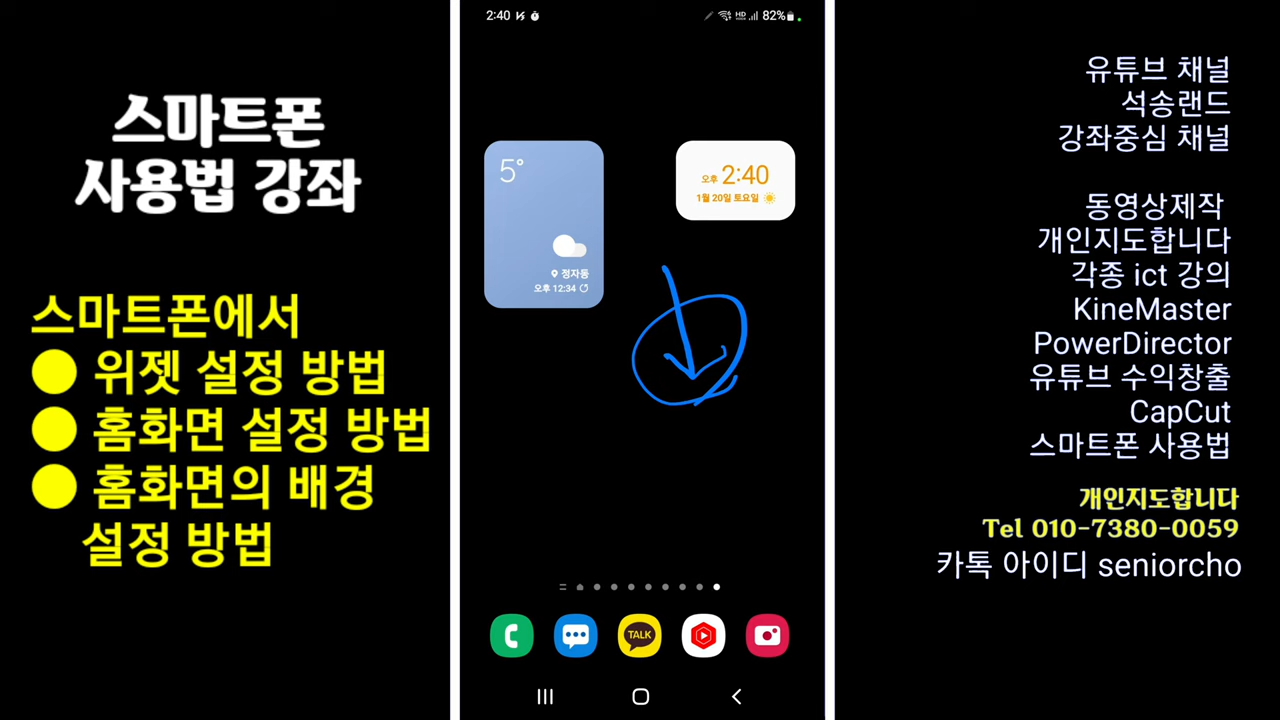 스마트폰
사용법 강좌
스마트폰에서
● 위젯 설정 방법
● 홈화면 설정 방법
● 홈화면의 배경
설정 방법
2:40
HD
82%
5°
정자동
오후 12:34
오후 2:40
1월 20일 토요일
TALK
유튜브 채널
석송랜드
강좌중심 채널
동영상제작
개인지도합니다
각종 ict 강의
KineMaster
PowerDirector
유튜브 수익창출
CapCut
스마트폰 사용법
개인지도합니다
Tel 010-7380-0059
카톡 아이디 seniorcho